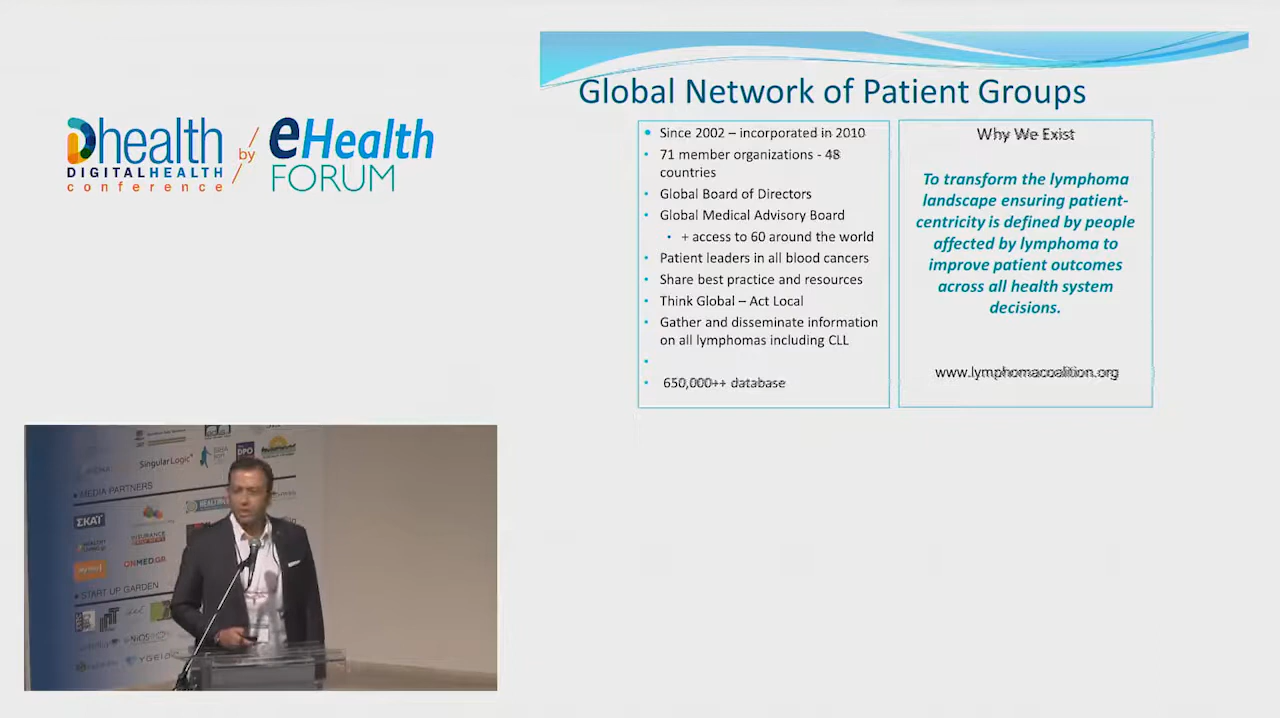 Dhealth
DIGITALHEALTH
conference
by
eHealth
FORUM
Global Network of Patient Groups
• Since 2002 – incorporated in 2010
• 71 member organizations - 48
countries
• Global Board of Directors
• Global Medical Advisory Board
• + access to 60 around the world
• Patient leaders in all blood cancers
• Share best practice and resources
• Think Global – Act Local
• Gather and disseminate information
on all lymphomas including CLL
•
• 650,000++ database
Why We Exist
To transform the lymphoma
landscape ensuring patient-
centricity is defined by people
affected by lymphoma to
improve patient outcomes
across all health system
decisions.
www.lymphomacoalition.org
SingularLogic
DPO
MEDIA PARTNERS
ΣΚΑΪ
INSURANCE
ONMED.GR
START UP GARDEN